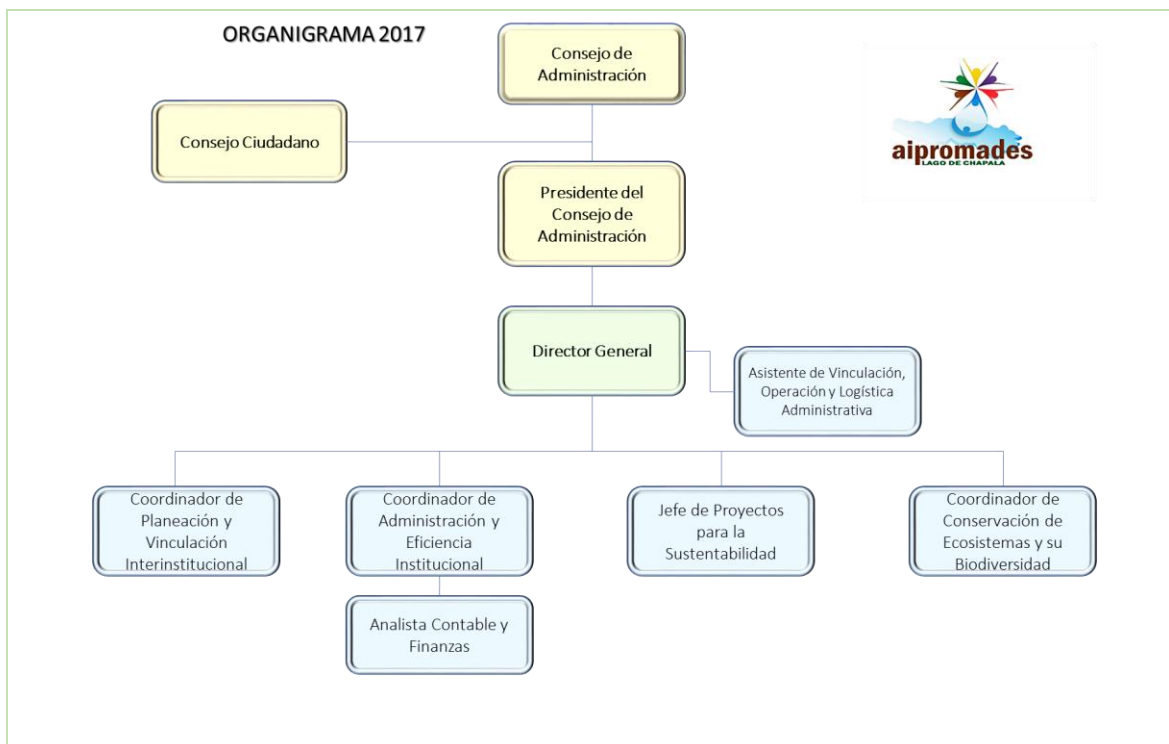 ORGANIGRAMA 2017
Consejo de
Administración
aipromades
LAGO DE CHAPALA
Consejo Ciudadano
Presidente del
Consejo de
Administración
Director General
Asistente de Vinculación,
Operación y Logística
Administrativa
Coordinador de
Planeación y
Vinculación
Interinstitucional
Coordinador de
Administración y
Eficiencia
Institucional
Jefe de Proyectos
para la
Sustentabilidad
Coordinador de
Conservación de
Ecosistemas y su
Biodiversidad
Analista Contable y
Finanzas